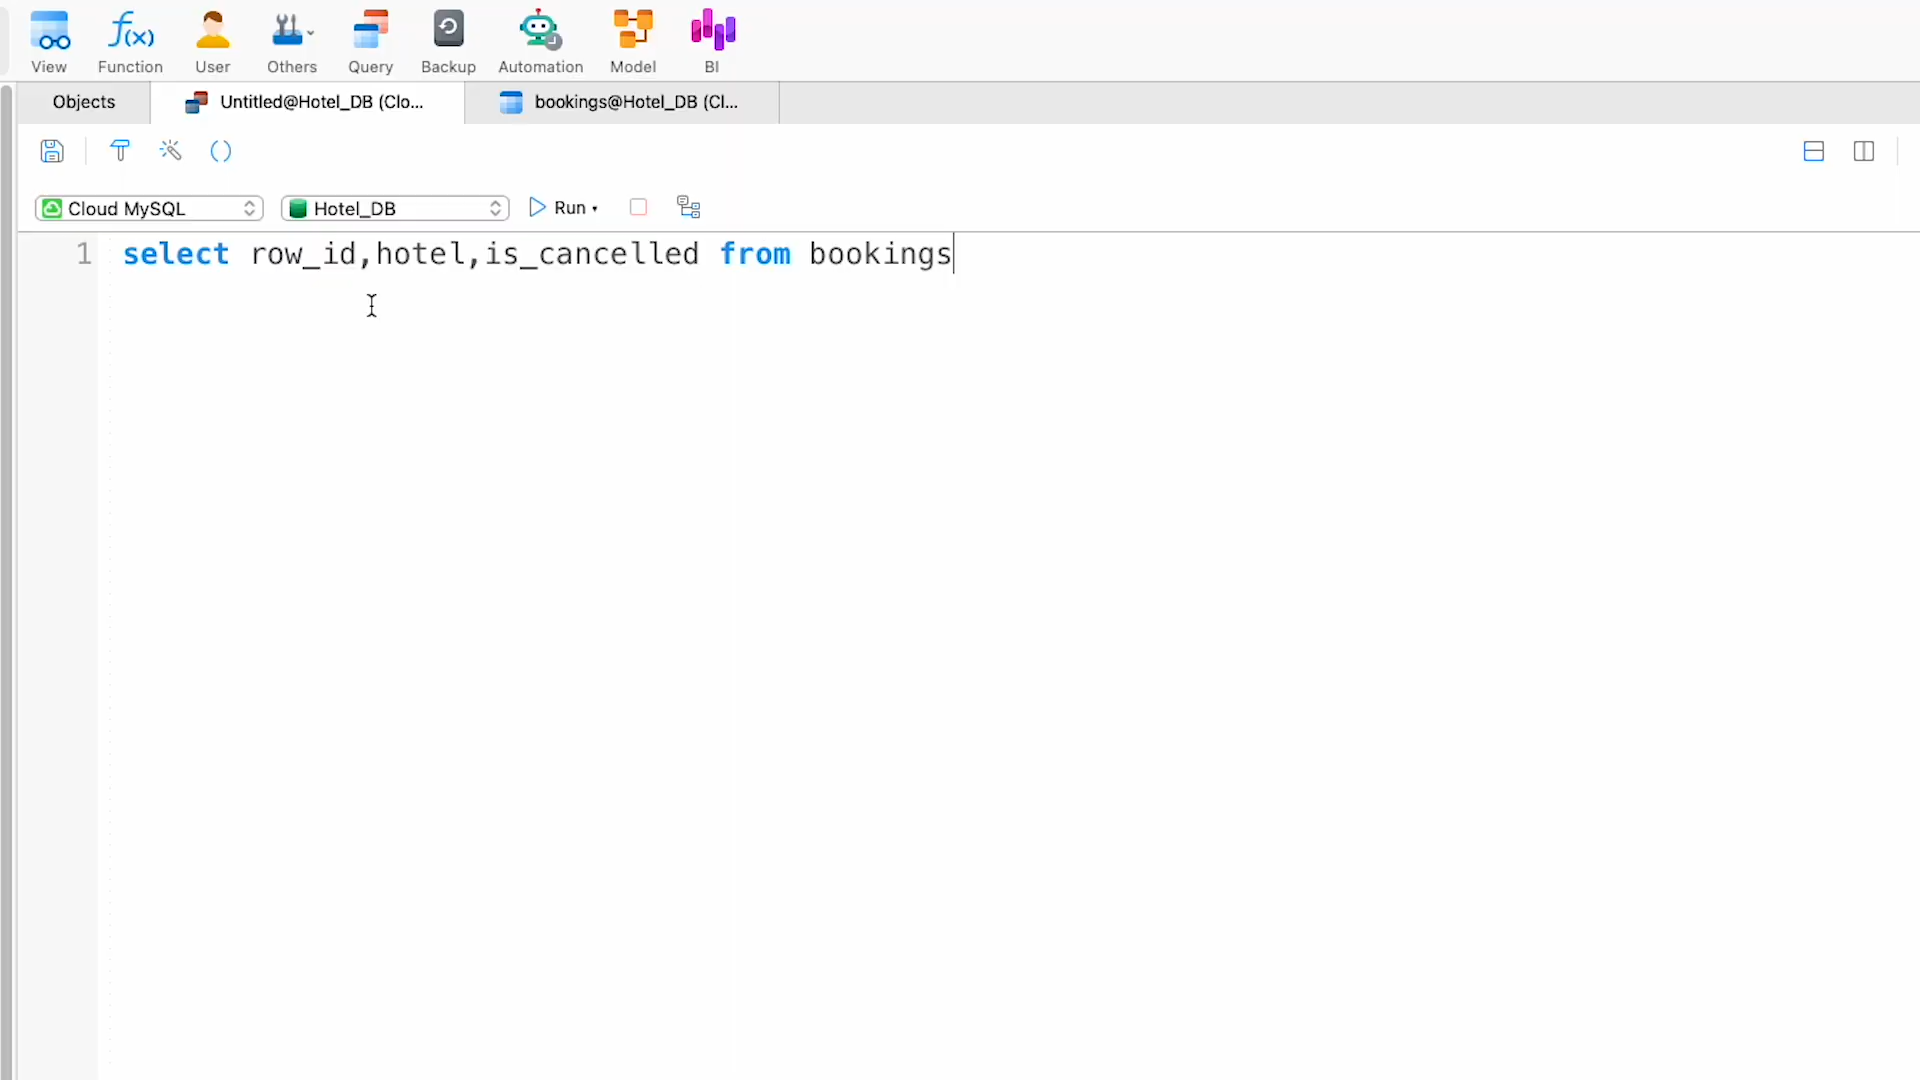 View Function User Others Query Backup Automation Model BI
Objects Untitled@Hotel_DB (Clo... bookings@Hotel_DB (Cl...
Cloud MySQL Hotel_DB Run
1 select row_id,hotel,is_cancelled from bookings